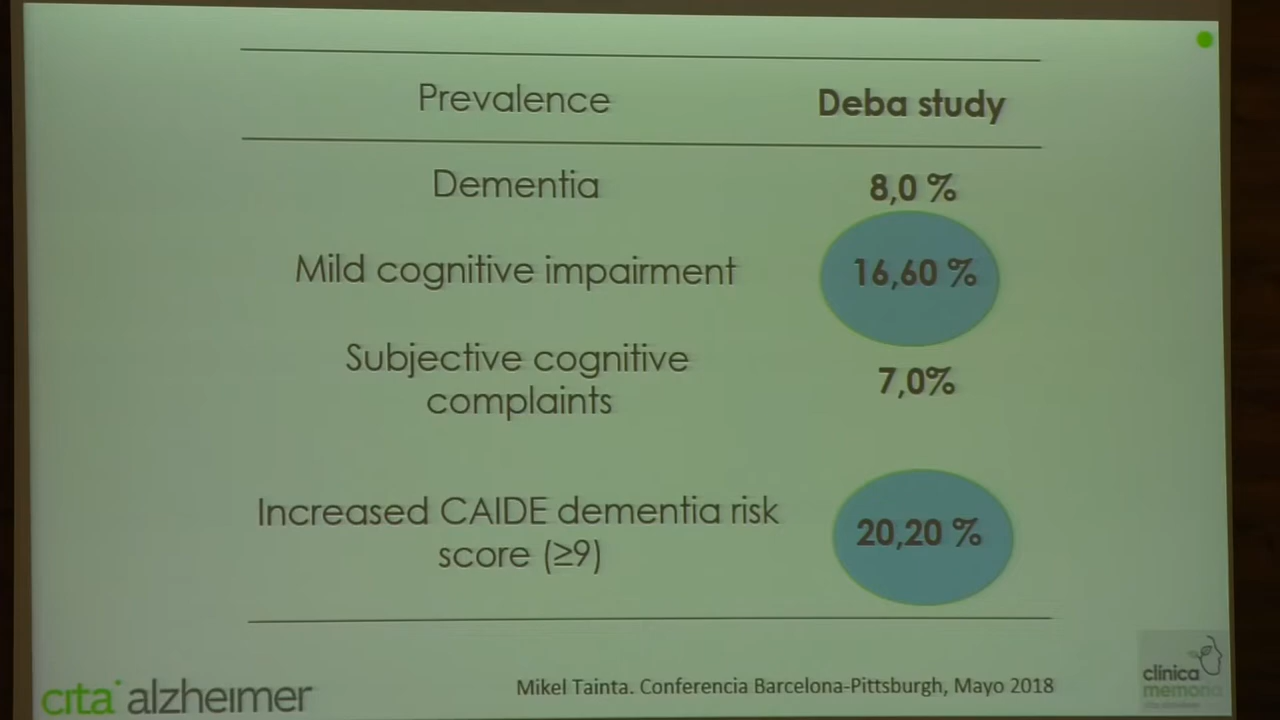 Prevalence Deba study
Dementia 8,0 %
Mild cognitive impairment 16,60 %
Subjective cognitive
complaints 7,0%
Increased CAIDE dementia risk
score (≥9) 20,20 %
cita alzheimer
Mikel Tainta. Conferencia Barcelona-Pittsburgh, Mayo 2018
clínica
memoria